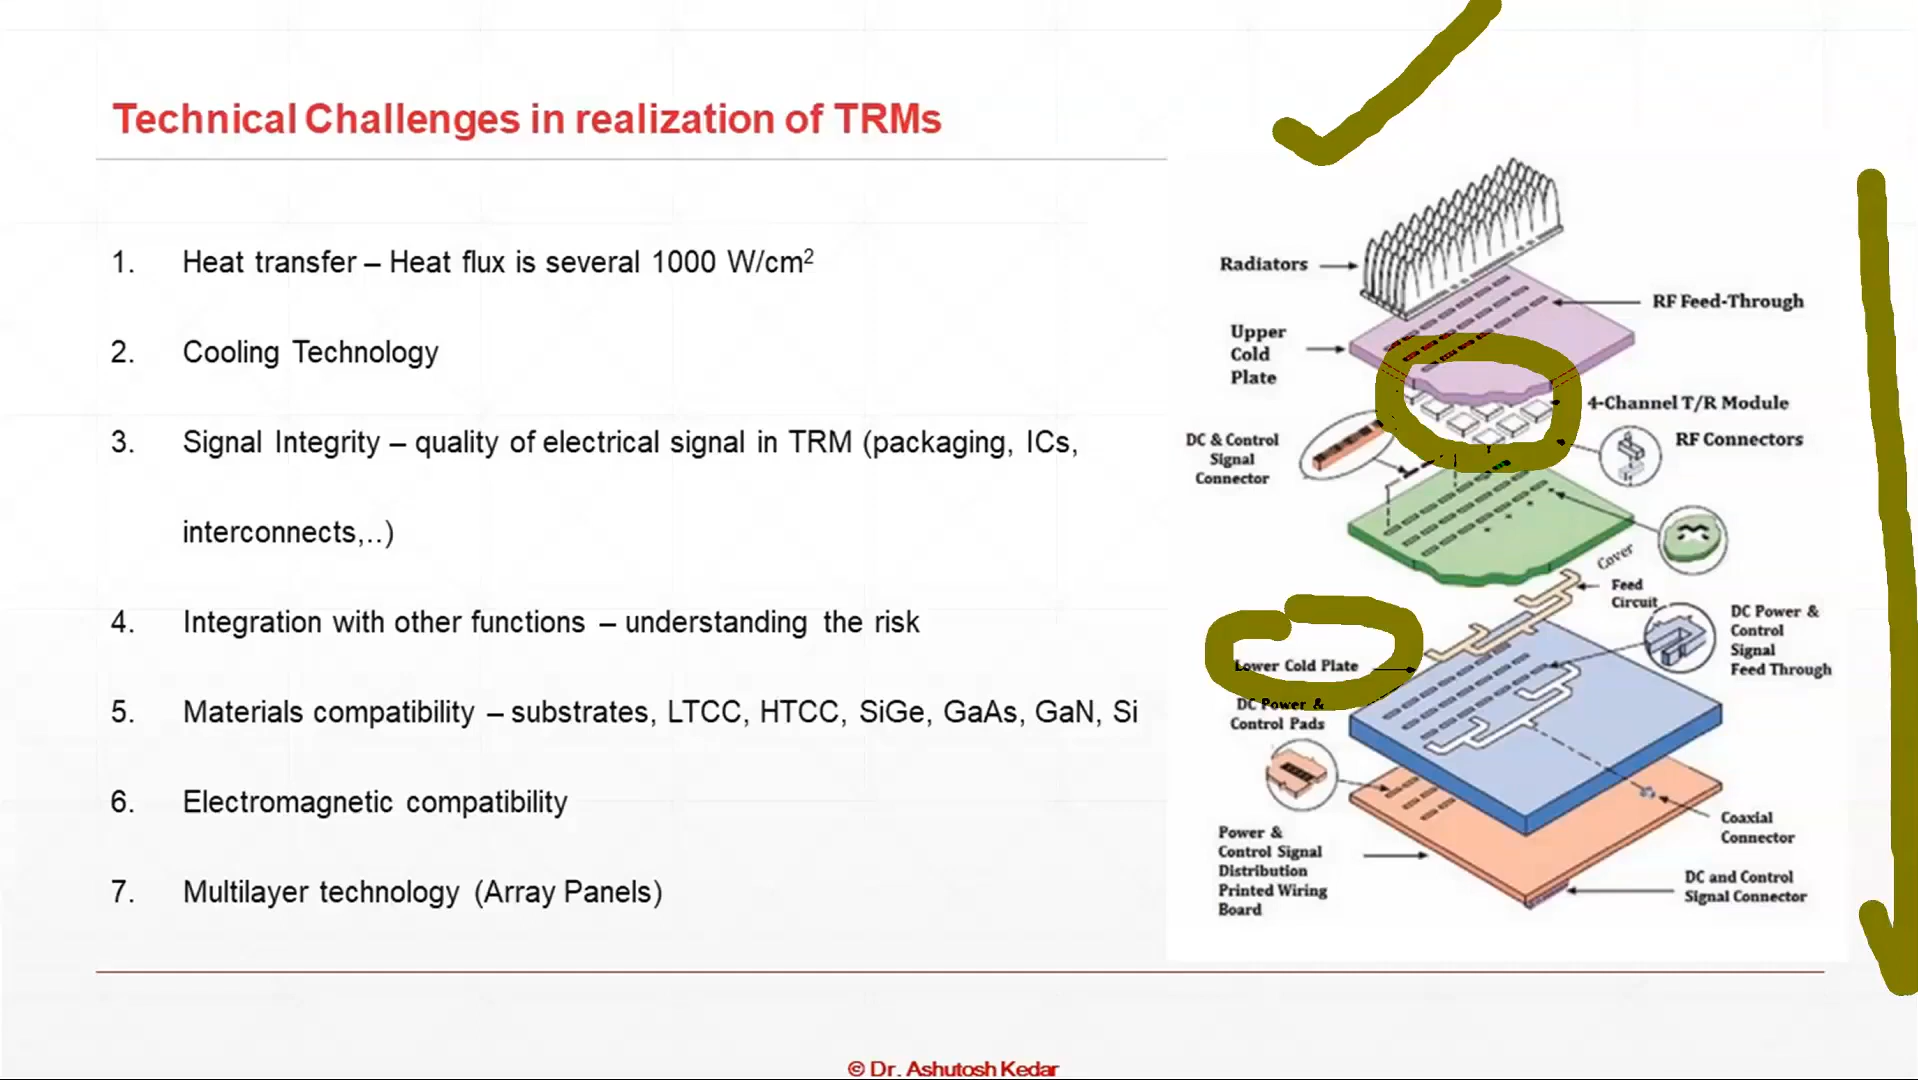 Technical Challenges in realization of TRMs
1. Heat transfer – Heat flux is several 1000 W/cm²
2. Cooling Technology
3. Signal Integrity – quality of electrical signal in TRM (packaging, ICs,
interconnects,..)
4. Integration with other functions – understanding the risk
5. Materials compatibility – substrates, LTCC, HTCC, SiGe, GaAs, GaN, Si
6. Electromagnetic compatibility
7. Multilayer technology (Array Panels)
Radiators
RF Feed-Through
Upper
Cold
Plate
4-Channel T/R Module
RF Connectors
DC & Control
Signal
Connector
Cover
Feed
Circuit
DC Power &
Control
Signal
Feed Through
Lower Cold Plate
DC Power &
Control Pads
Coaxial
Connector
Power &
Control Signal
Distribution
Printed Wiring
Board
DC and Control
Signal Connector
© Dr. Ashutosh Kedar